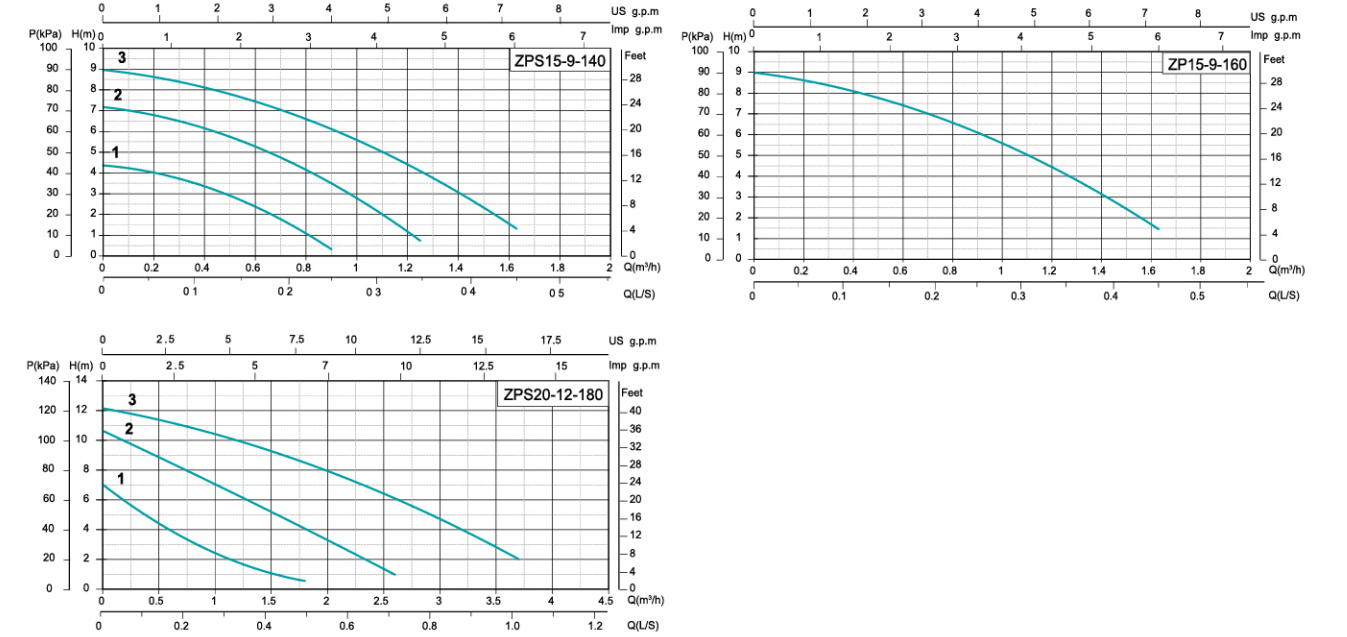 0 1 2 3 4 5 6 7 8 US g.p.m
0 1 2 3 4 5 6 7 Imp g.p.m
P(kPa) H(m) Feet
ZPS15-9-140
100 10
90 9 28
80 8
70 7 24
60 6 20
50 5 16
40 4 12
30 3
20 2 8
10 1 4
0 0 0
3
2
1
0 0.2 0.4 0.6 0.8 1.0 1.2 1.4 1.6 1.8 2 Q(m³/h)
0 0 1 0 2 0 3 0 4 0 5 Q(L/S)
0 1 2 3 4 5 6 7 8 US g.p.m
0 1 2 3 4 5 6 7 Imp g.p.m
P(kPa) H(m) Feet
ZP15-9-160
100 10
90 9 28
80 8 24
70 7
60 6 20
50 5 16
40 4 12
30 3
20 2 8
10 1 4
0 0 0
0 0.2 0.4 0.6 0.8 1.0 1.2 1.4 1.6 1.8 2 Q(m³/h)
0 0.1 0.2 0.3 0.4 0.5 Q(L/S)
0 2.5 5 7.5 10 12.5 15 17.5 US g.p.m
0 2.5 5 7 10 12.5 15 Imp g.p.m
P(kPa) H(m) Feet
ZPS20-12-180
140 14
120 12 40
36
100 10 32
28
80 8 24
60 6 20
16
40 4 12
20 2 8
4
0 0 0
3
2
1
0 0.5 1 1.5 2 2.5 3 3.5 4 4.5 Q(m³/h)
0 0.2 0.4 0.6 0.8 1.0 1.2 Q(L/S)